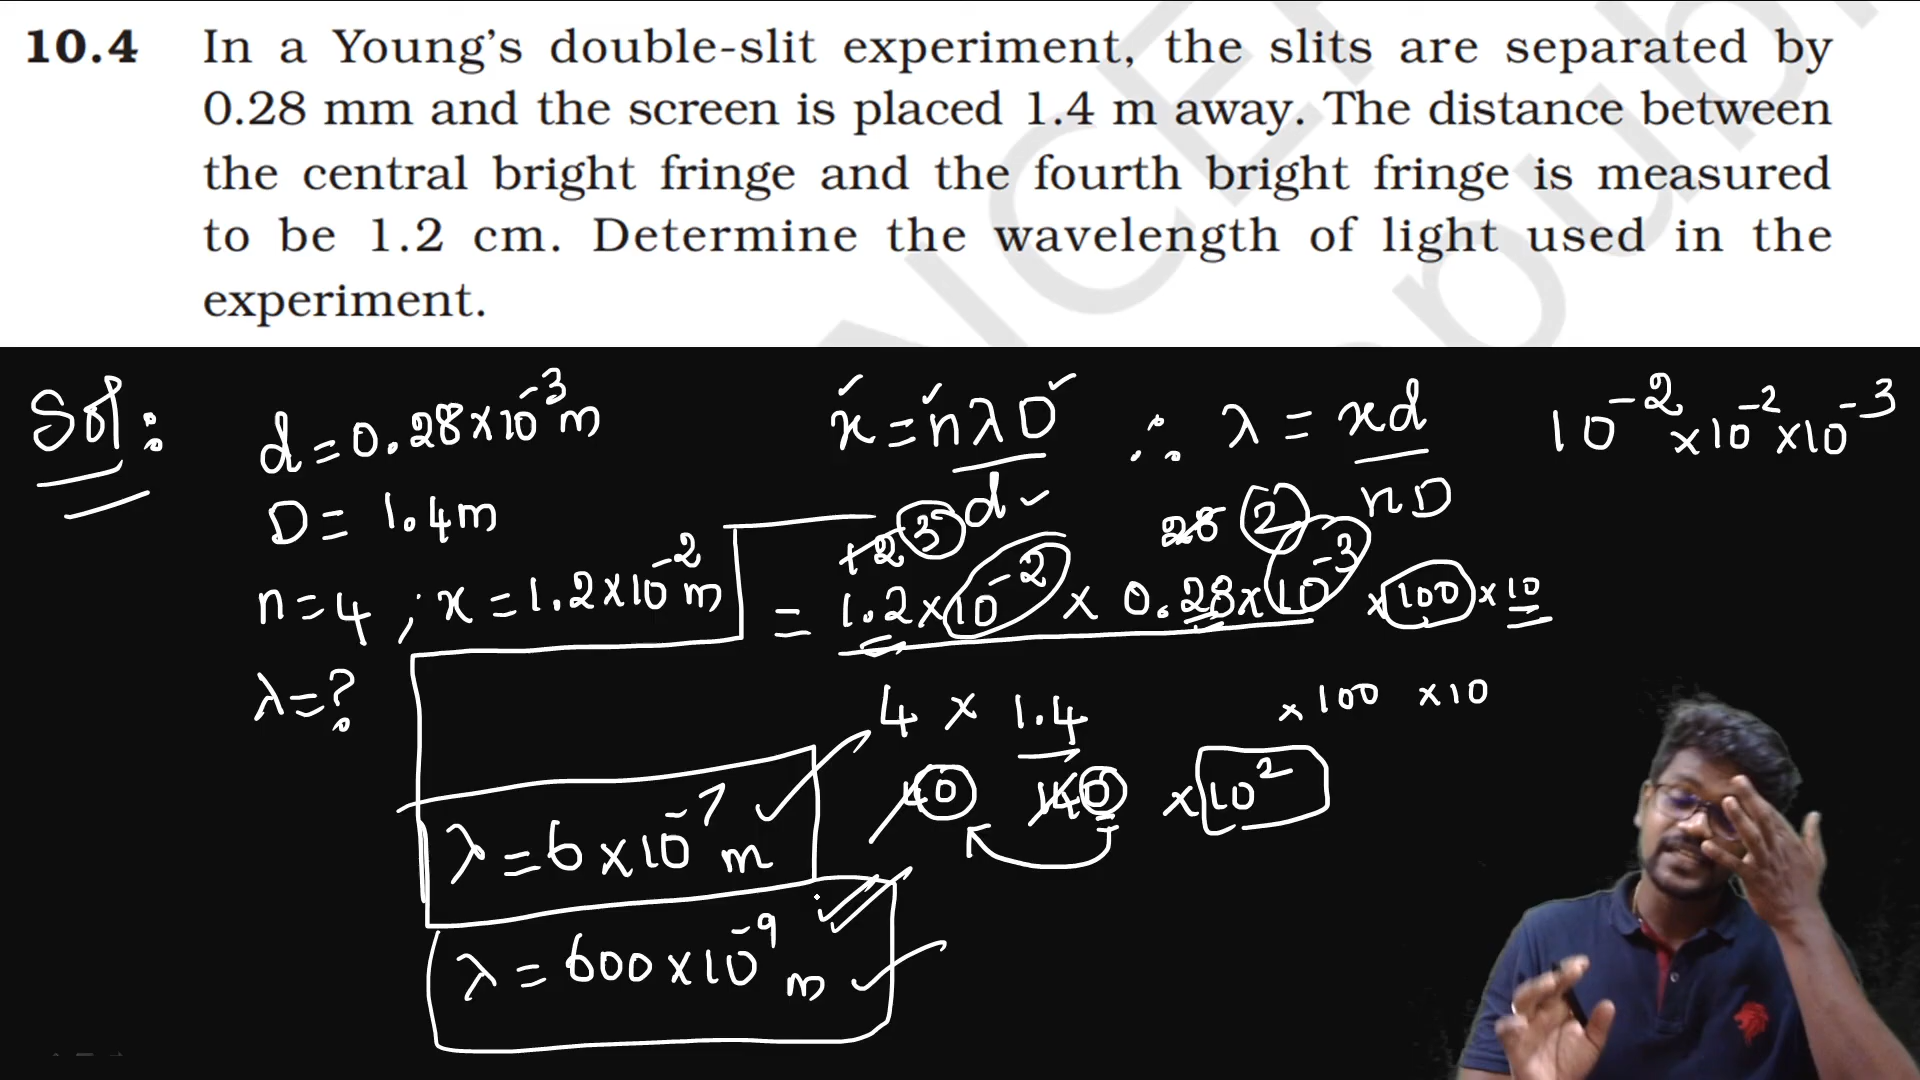 10.4 In a Young's double-slit experiment, the slits are separated by
0.28 mm and the screen is placed 1.4 m away. The distance between
the central bright fringe and the fourth bright fringe is measured
to be 1.2 cm. Determine the wavelength of light used in the
experiment.
Sol:
d = 0.28×10⁻³m
D = 1.4m
n = 4 ; x = 1.2×10⁻²m
λ = ?
x = nλD
d
∴ λ = xd
nD
10⁻² ×10⁻² ×10⁻³
12 3 28 2
= 1.2×10⁻² × 0.28×10⁻³ ×100 ×10
4 × 1.4 ×100 ×10
40 140 ×10²
λ = 6×10⁻⁷ m
λ = 600×10⁻⁹ m